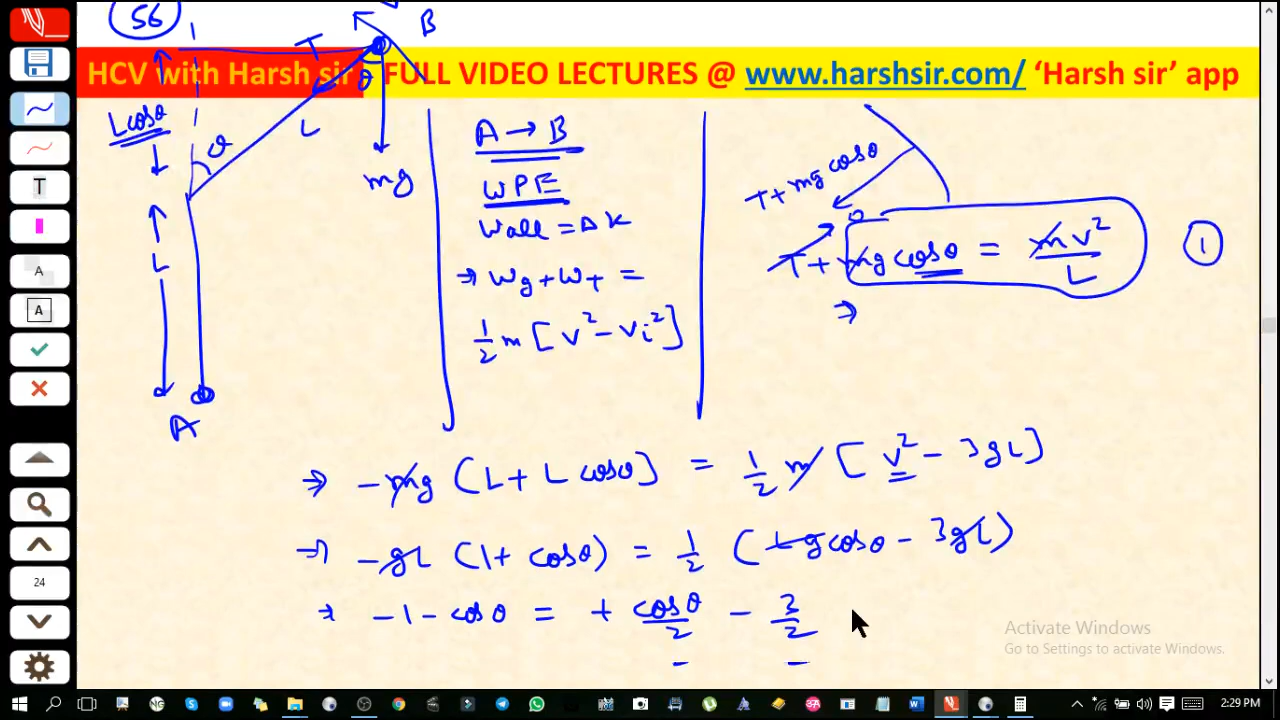 56
B
T
HCV with Harsh sir FULL VIDEO LECTURES @ www.harshsir.com/ ‘Harsh sir’ app
θ
L cosθ
θ
L
mg
L
A
A → B
WPE
Wall = Δ K
⇒ Wg + WT =
1/2 m [ v² - vi² ]
T + mg cosθ
0
T + mg cosθ = mv²/L
1
⇒
⇒ -mg (L + L cosθ) = 1/2 m [ v² - 3gL ]
⇒ -gL (1 + cosθ) = 1/2 ( Lg cosθ - 3gL )
⇒ -1 - cosθ = + cosθ/2 - 3/2
T
A
A
24
Activate Windows
Go to Settings to activate Windows.
2:29 PM